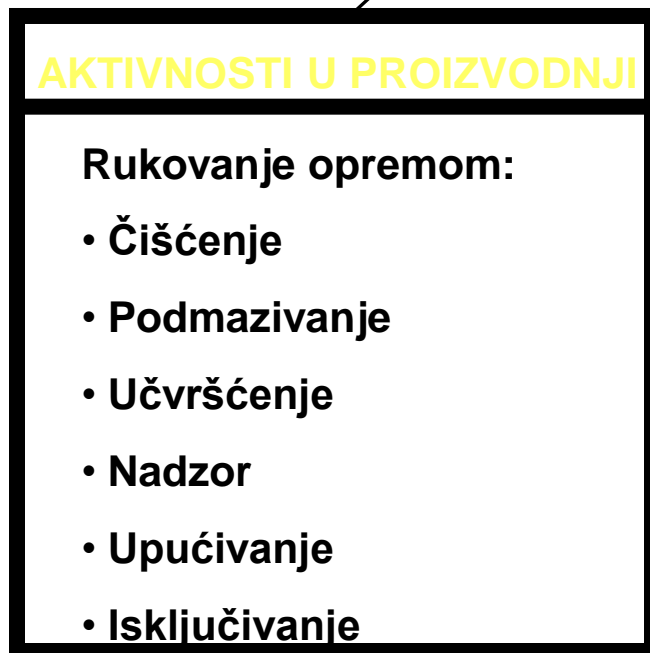 AKTIVNOSTI U PROIZVODNJI
Rukovanje opremom:
• Čišćenje
• Podmazivanje
• Učvršćenje
• Nadzor
• Upućivanje
• Isključivanje